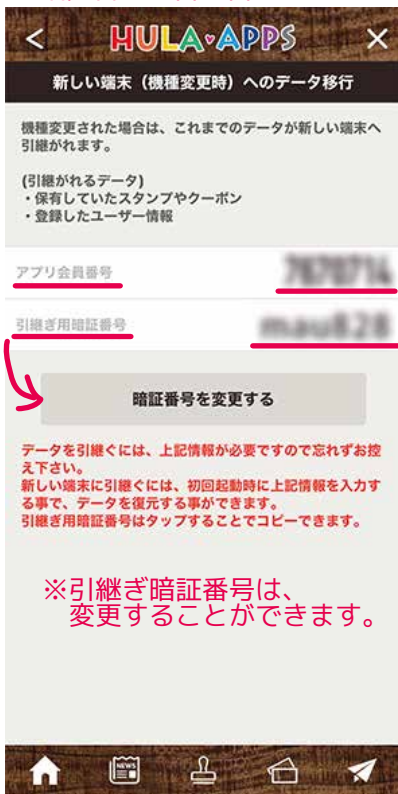 HULA APPS
新しい端末（機種変更時）へのデータ移行
機種変更された場合は、これまでのデータが新しい端末へ
引継がれます。
(引継がれるデータ)
・保有していたスタンプやクーポン
・登録したユーザー情報
アプリ会員番号
引継ぎ用暗証番号
暗証番号を変更する
データを引継ぐには、上記情報が必要ですので忘れずお控
え下さい。
新しい端末に引継ぐには、初回起動時に上記情報を入力す
る事で、データを復元する事ができます。
引継ぎ用暗証番号はタップすることでコピーできます。
※引継ぎ暗証番号は、
変更することができます。
NEWS